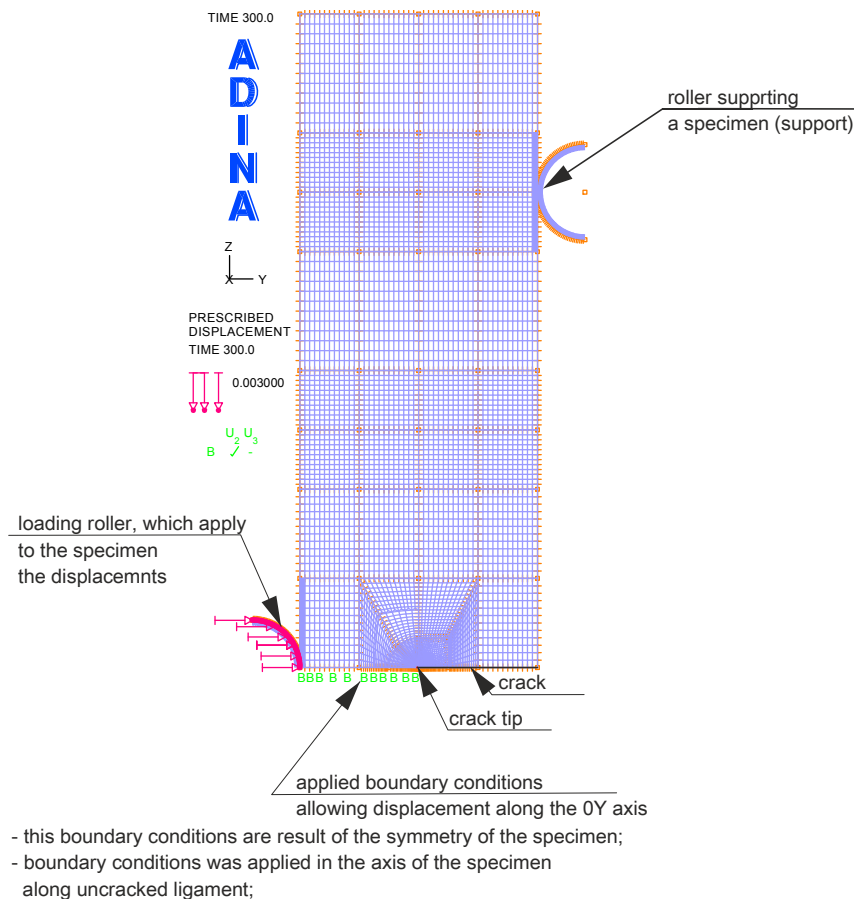 TIME 300.0
A
D
I
N
A
roller supprting
a specimen (support)
Z
X Y
PRESCRIBED
DISPLACEMENT
TIME 300.0
0.003000
U2 U3
B ✓ -
loading roller, which apply
to the specimen
the displacemnts
BBB B B BBB B BB
crack
crack tip
applied boundary conditions
allowing displacement along the 0Y axis
- this boundary conditions are result of the symmetry of the specimen;
- boundary conditions was applied in the axis of the specimen
along uncracked ligament;